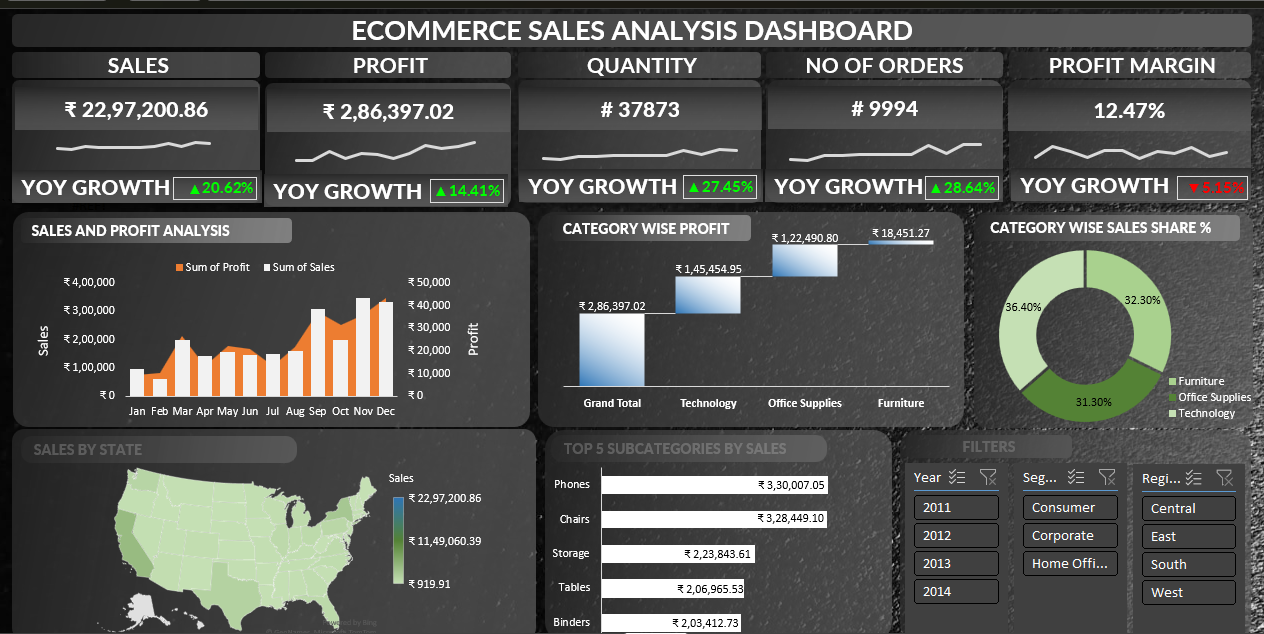 ECOMMERCE SALES ANALYSIS DASHBOARD
SALES
₹ 22,97,200.86
YOY GROWTH ▲20.62%
PROFIT
₹ 2,86,397.02
YOY GROWTH ▲14.41%
QUANTITY
# 37873
YOY GROWTH ▲27.45%
NO OF ORDERS
# 9994
YOY GROWTH ▲28.64%
PROFIT MARGIN
12.47%
YOY GROWTH ▼5.15%
SALES AND PROFIT ANALYSIS
Sum of Profit Sum of Sales
Sales
₹ 4,00,000
₹ 3,00,000
₹ 2,00,000
₹ 1,00,000
₹ 0
₹ 50,000
₹ 40,000
₹ 30,000
₹ 20,000
₹ 10,000
₹ 0
Profit
Jan Feb Mar Apr May Jun Jul Aug Sep Oct Nov Dec
CATEGORY WISE PROFIT
₹ 2,86,397.02
₹ 1,45,454.95
₹ 1,22,490.80
₹ 18,451.27
Grand Total Technology Office Supplies Furniture
CATEGORY WISE SALES SHARE %
36.40%
32.30%
31.30%
Furniture
Office Supplies
Technology
SALES BY STATE
Sales
₹ 22,97,200.86
₹ 11,49,060.39
₹ 919.91
TOP 5 SUBCATEGORIES BY SALES
Phones ₹ 3,30,007.05
Chairs ₹ 3,28,449.10
Storage ₹ 2,23,843.61
Tables ₹ 2,06,965.53
Binders ₹ 2,03,412.73
FILTERS
Year
2011
2012
2013
2014
Seg...
Consumer
Corporate
Home Offi...
Regi...
Central
East
South
West